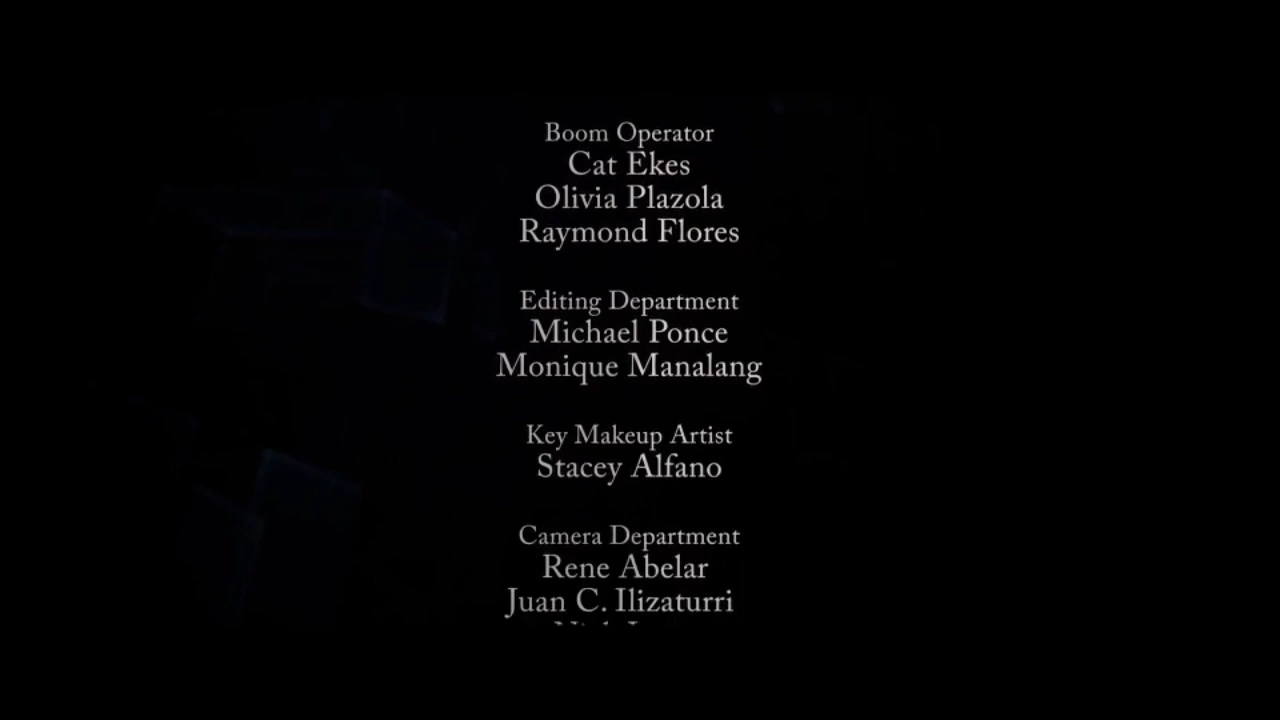 Boom Operator
Cat Ekes
Olivia Plazola
Raymond Flores
Editing Department
Michael Ponce
Monique Manalang
Key Makeup Artist
Stacey Alfano
Camera Department
Rene Abelar
Juan C. Ilizaturri